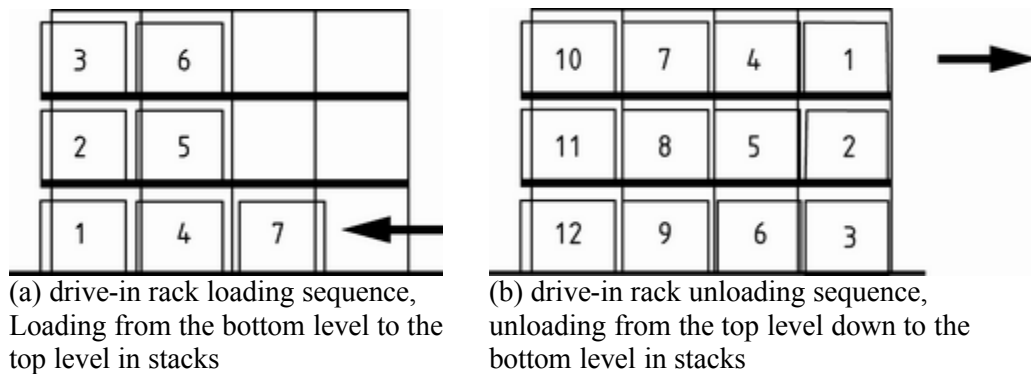 3 6
2 5
1 4 7
(a) drive-in rack loading sequence,
Loading from the bottom level to the
top level in stacks
10 7 4 1
11 8 5 2
12 9 6 3
(b) drive-in rack unloading sequence,
unloading from the top level down to the
bottom level in stacks